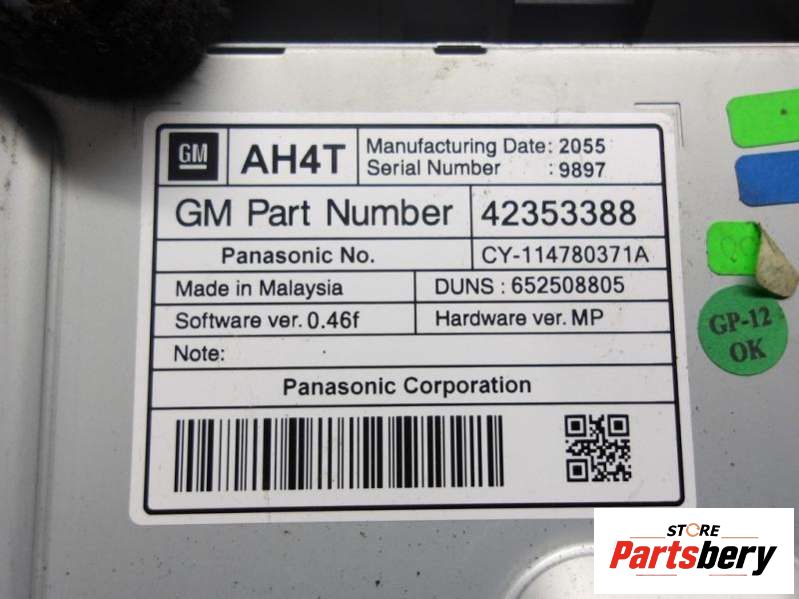 GM
AH4T
Manufacturing Date: 2055
Serial Number : 9897
GM Part Number 42353388
Panasonic No. CY-114780371A
Made in Malaysia DUNS : 652508805
Software ver. 0.46f Hardware ver. MP
Note:
Panasonic Corporation
GP-12
OK
STORE
Partsbery